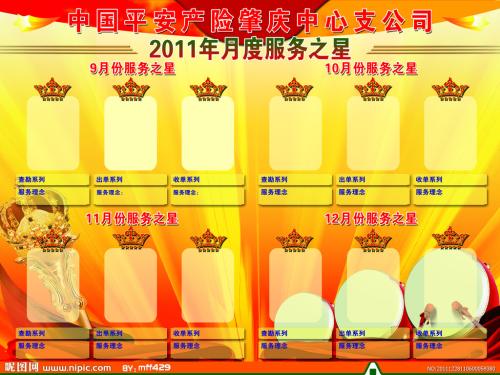 中国平安产险肇庆中心支公司
2011年月度服务之星
9月份服务之星 10月份服务之星
查勘系列 出单系列 收单系列 查勘系列 出单系列 收单系列
服务理念 服务理念： 服务理念： 服务理念 服务理念 服务理念
11月份服务之星 12月份服务之星
查勘系列 出单系列 收单系列 查勘系列 出单系列 收单系列
服务理念 服务理念 服务理念 服务理念 服务理念 服务理念
昵图网 www.nipic.com BY: mff429